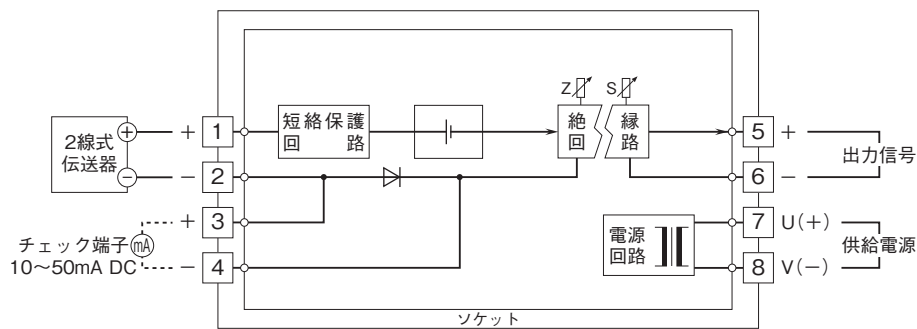 2線式
伝送器
+
−
+ 1
− 2
+ 3
− 4
チェック端子 mA
10〜50mA DC
短絡保護
回路
Z
S
絶縁
回路
5 +
6 −
出力信号
7 U(+)
8 V(−)
供給電源
電源
回路
ソケット